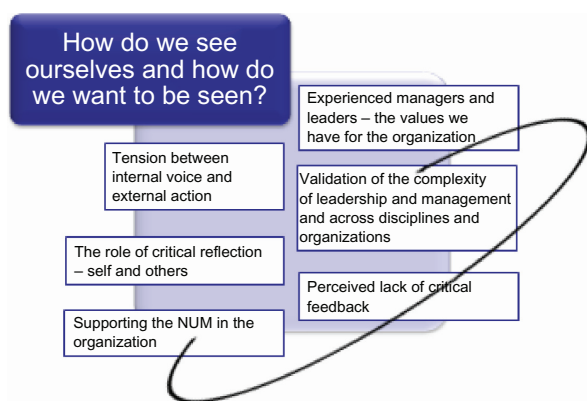 How do we see
ourselves and how do
we want to be seen?
Experienced managers and
leaders – the values we
have for the organization
Tension between
internal voice and
external action
Validation of the complexity
of leadership and management
and across disciplines and
organizations
The role of critical reflection
– self and others
Perceived lack of critical
feedback
Supporting the NUM in the
organization